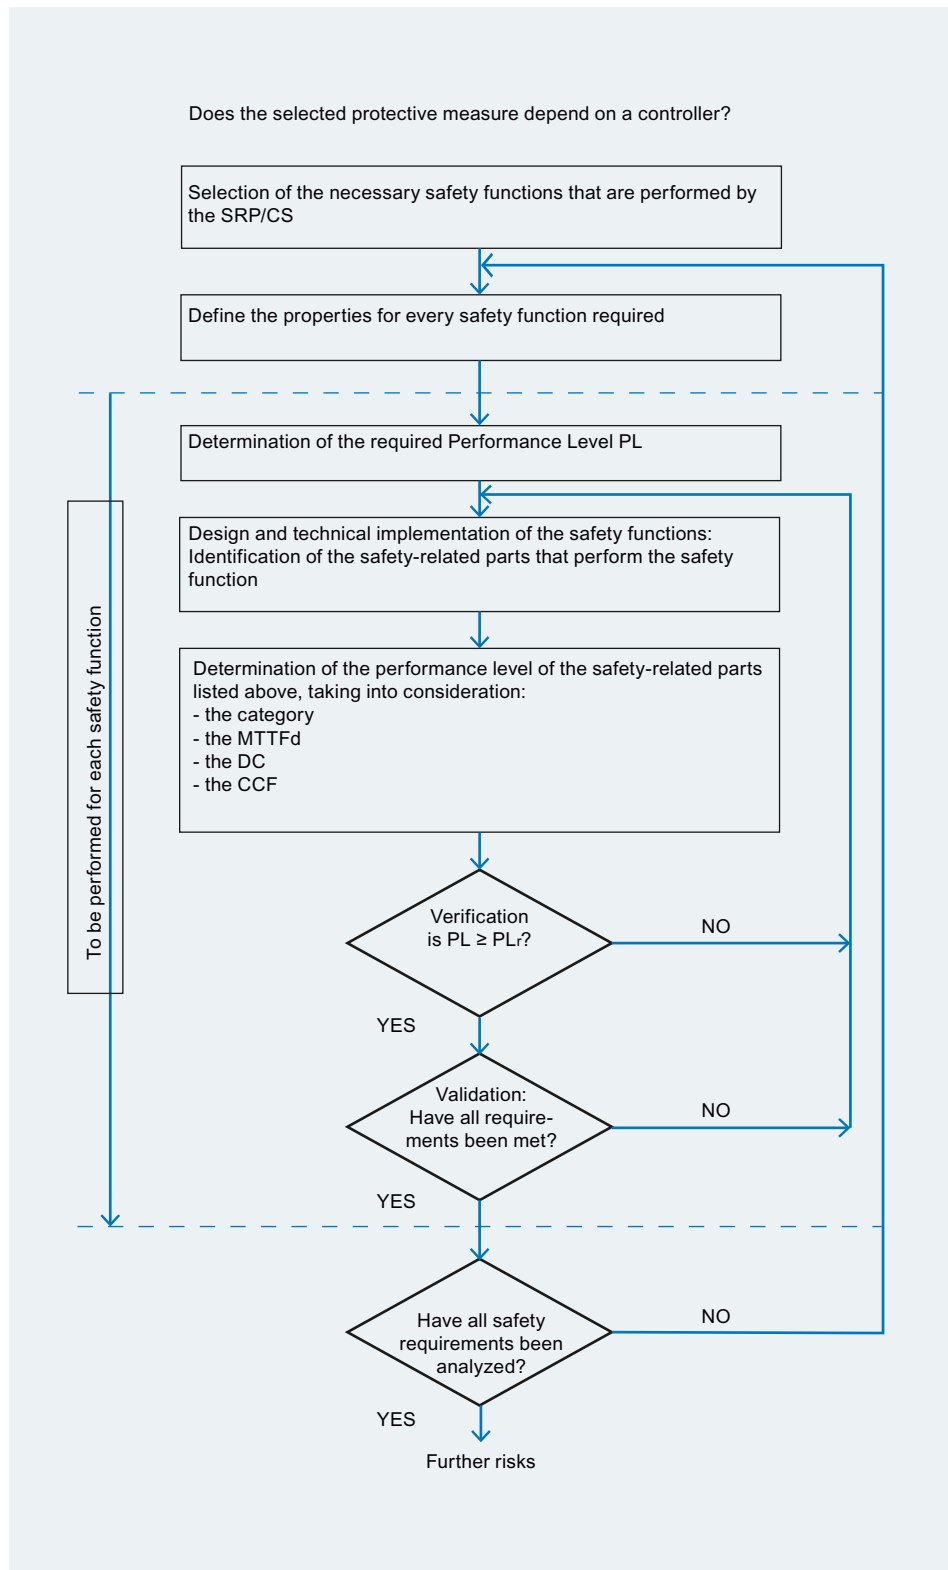 Does the selected protective measure depend on a controller?
Selection of the necessary safety functions that are performed by
the SRP/CS
Define the properties for every safety function required
Determination of the required Performance Level PL
Design and technical implementation of the safety functions:
Identification of the safety-related parts that perform the safety
function
To be performed for each safety function
Determination of the performance level of the safety-related parts
listed above, taking into consideration:
- the category
- the MTTFd
- the DC
- the CCF
Verification
is PL ≥ PLr?
NO
YES
Validation:
Have all require-
ments been met?
NO
YES
Have all safety
requirements been
analyzed?
NO
YES
Further risks